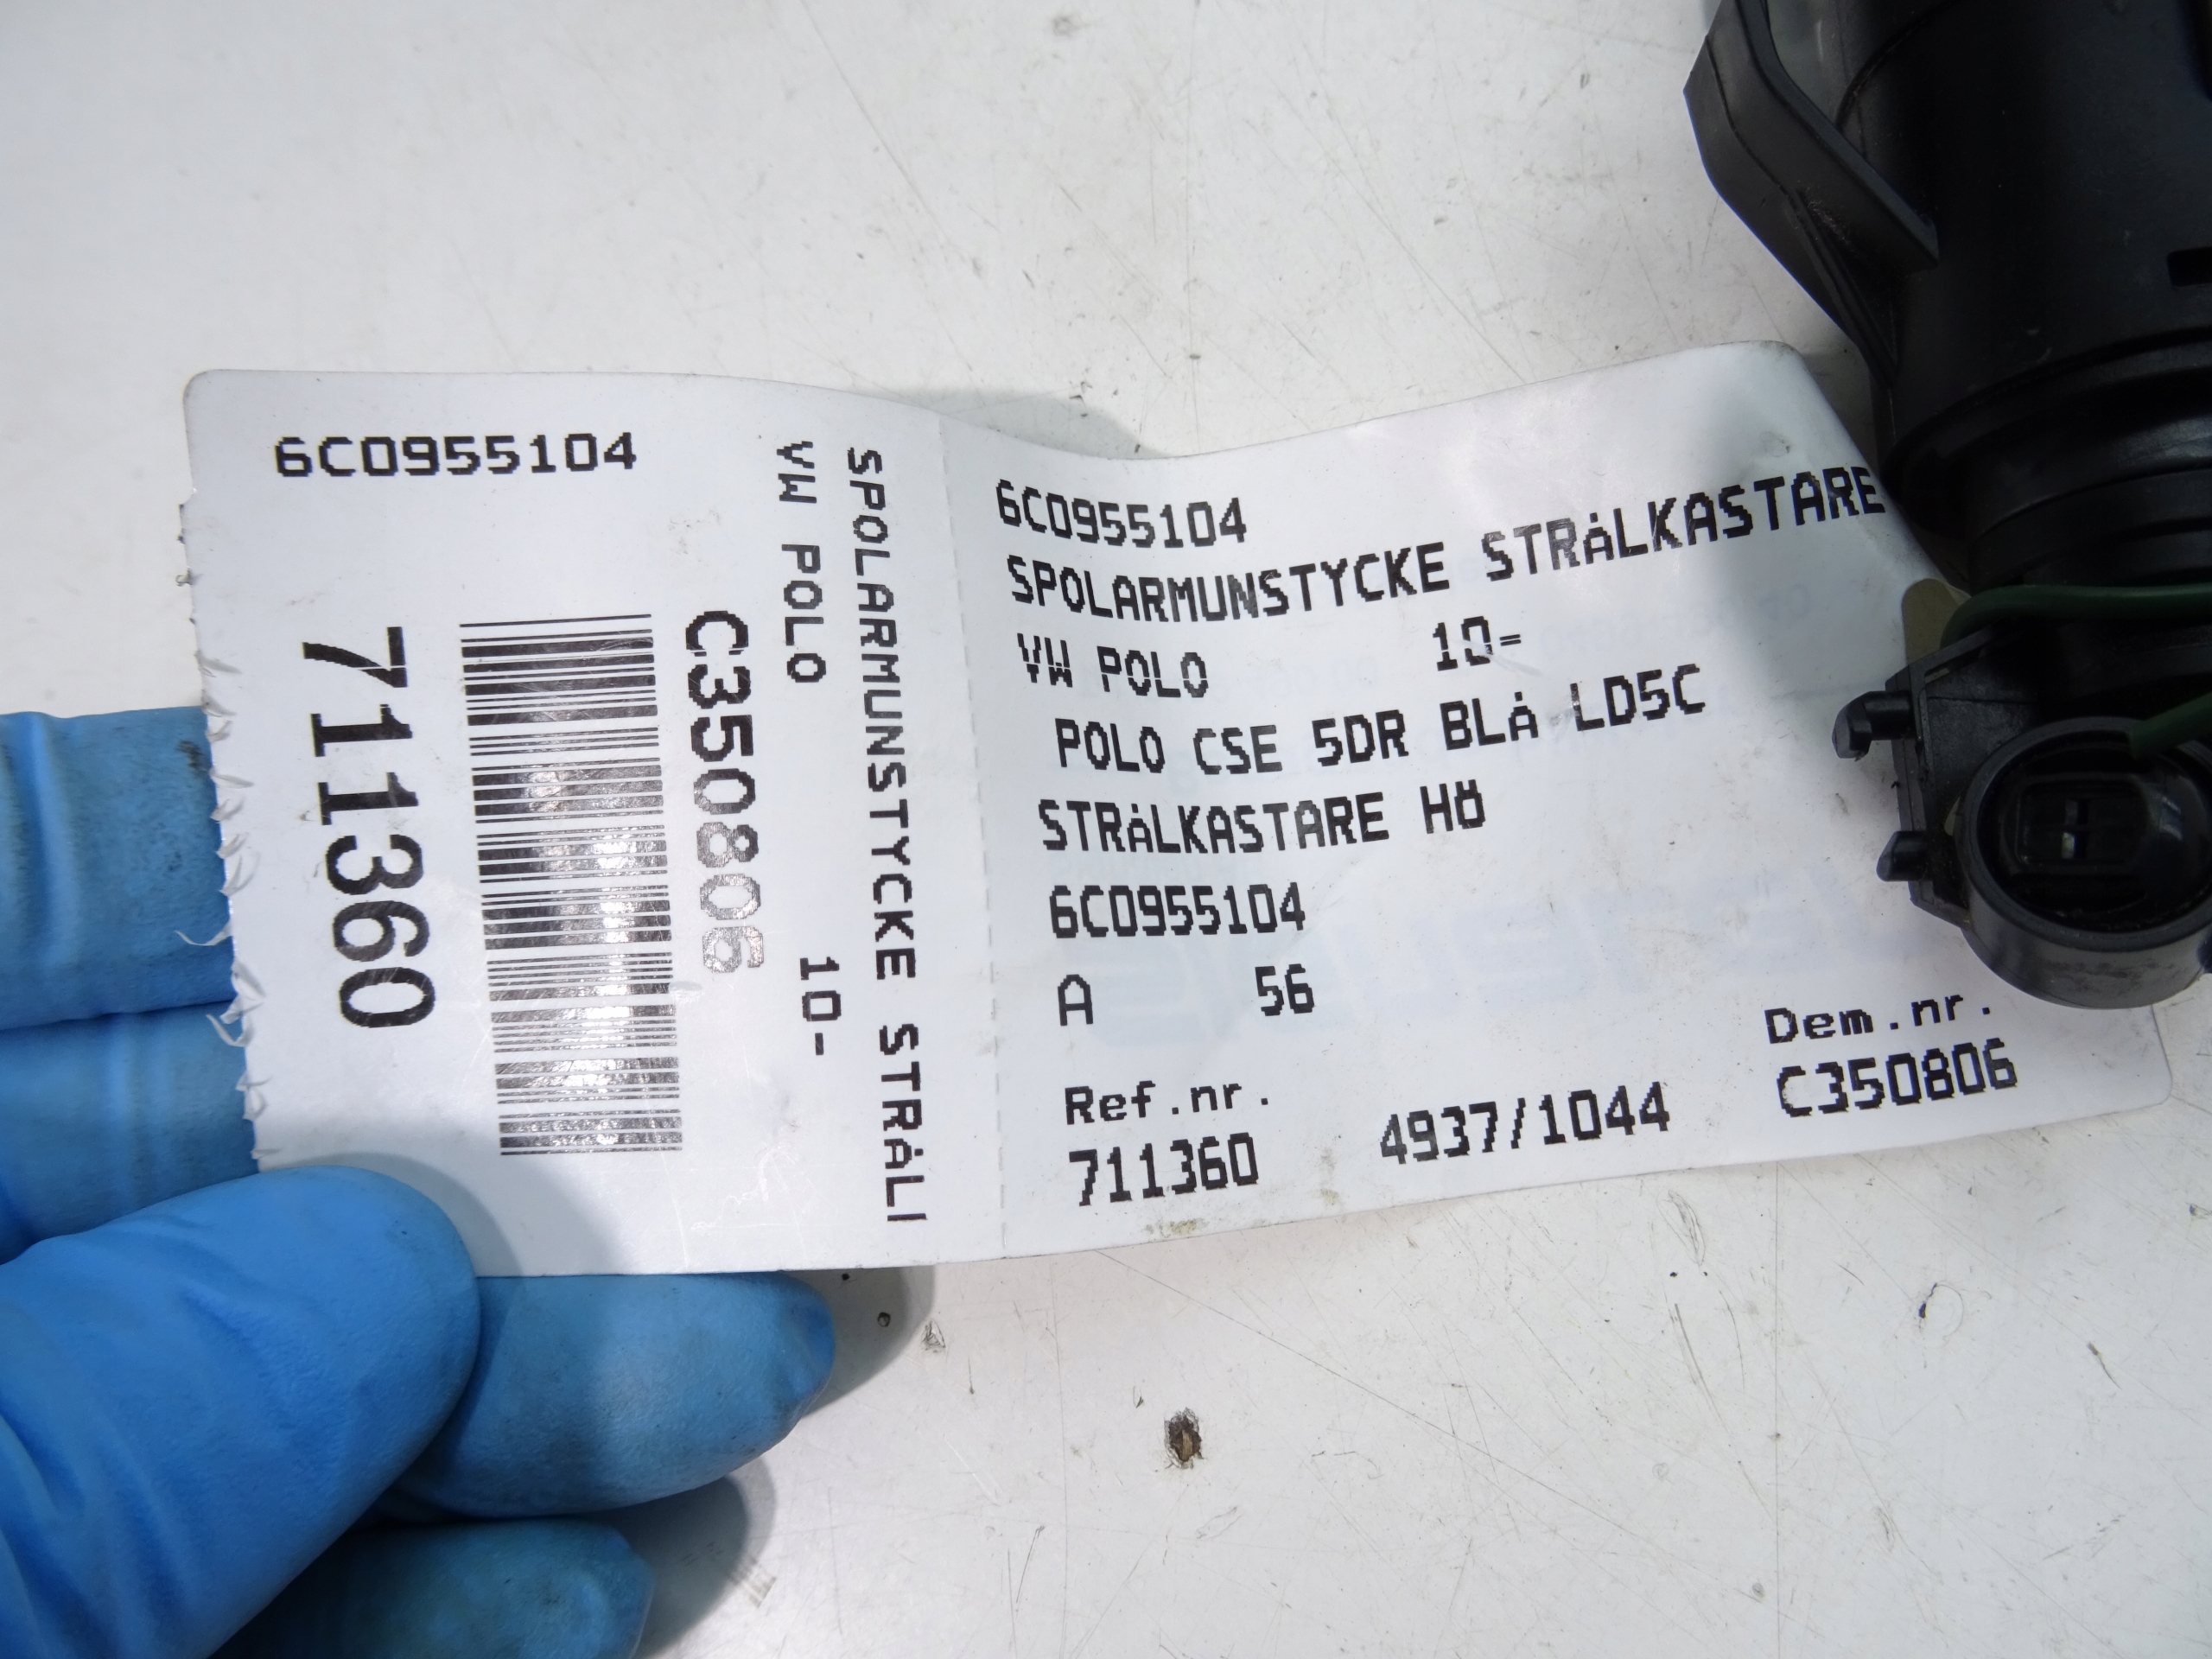 6C0955104
711360
C350806
VW POLO 10-
SPOLARMUNSTYCKE STRÅLI
6C0955104
SPOLARMUNSTYCKE STRÅLKASTARE
VW POLO 10-
POLO CSE 5DR BLÅ LD5C
STRÅLKASTARE HÖ
6C0955104
A 56
Ref.nr. Dem.nr.
711360 4937/1044 C350806